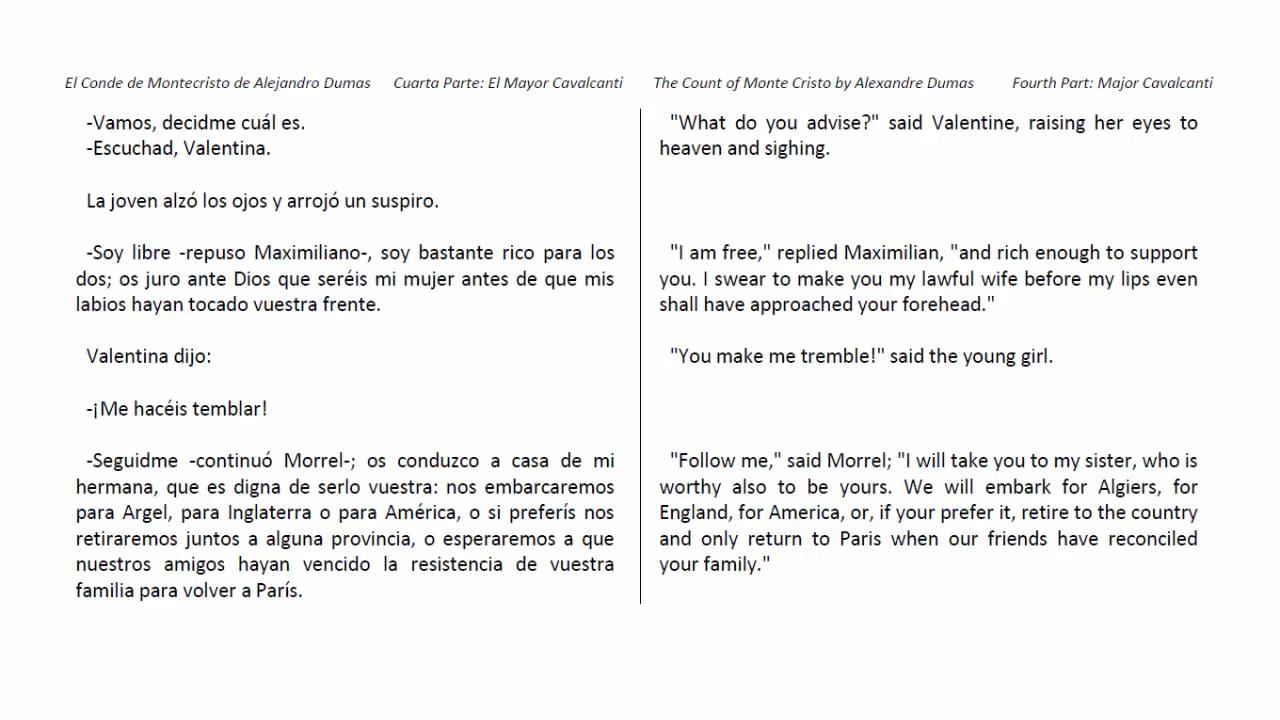 El Conde de Montecristo de Alejandro Dumas Cuarta Parte: El Mayor Cavalcanti
-Vamos, decidme cuál es.
-Escuchad, Valentina.
La joven alzó los ojos y arrojó un suspiro.
-Soy libre -repuso Maximiliano-, soy bastante rico para los
dos; os juro ante Dios que seréis mi mujer antes de que mis
labios hayan tocado vuestra frente.
Valentina dijo:
-¡Me hacéis temblar!
-Seguidme -continuó Morrel-; os conduzco a casa de mi
hermana, que es digna de serlo vuestra: nos embarcaremos
para Argel, para Inglaterra o para América, o si preferís nos
retiraremos juntos a alguna provincia, o esperaremos a que
nuestros amigos hayan vencido la resistencia de vuestra
familia para volver a París.
The Count of Monte Cristo by Alexandre Dumas Fourth Part: Major Cavalcanti
"What do you advise?" said Valentine, raising her eyes to
heaven and sighing.
"I am free," replied Maximilian, "and rich enough to support
you. I swear to make you my lawful wife before my lips even
shall have approached your forehead."
"You make me tremble!" said the young girl.
"Follow me," said Morrel; "I will take you to my sister, who is
worthy also to be yours. We will embark for Algiers, for
England, for America, or, if your prefer it, retire to the country
and only return to Paris when our friends have reconciled
your family."